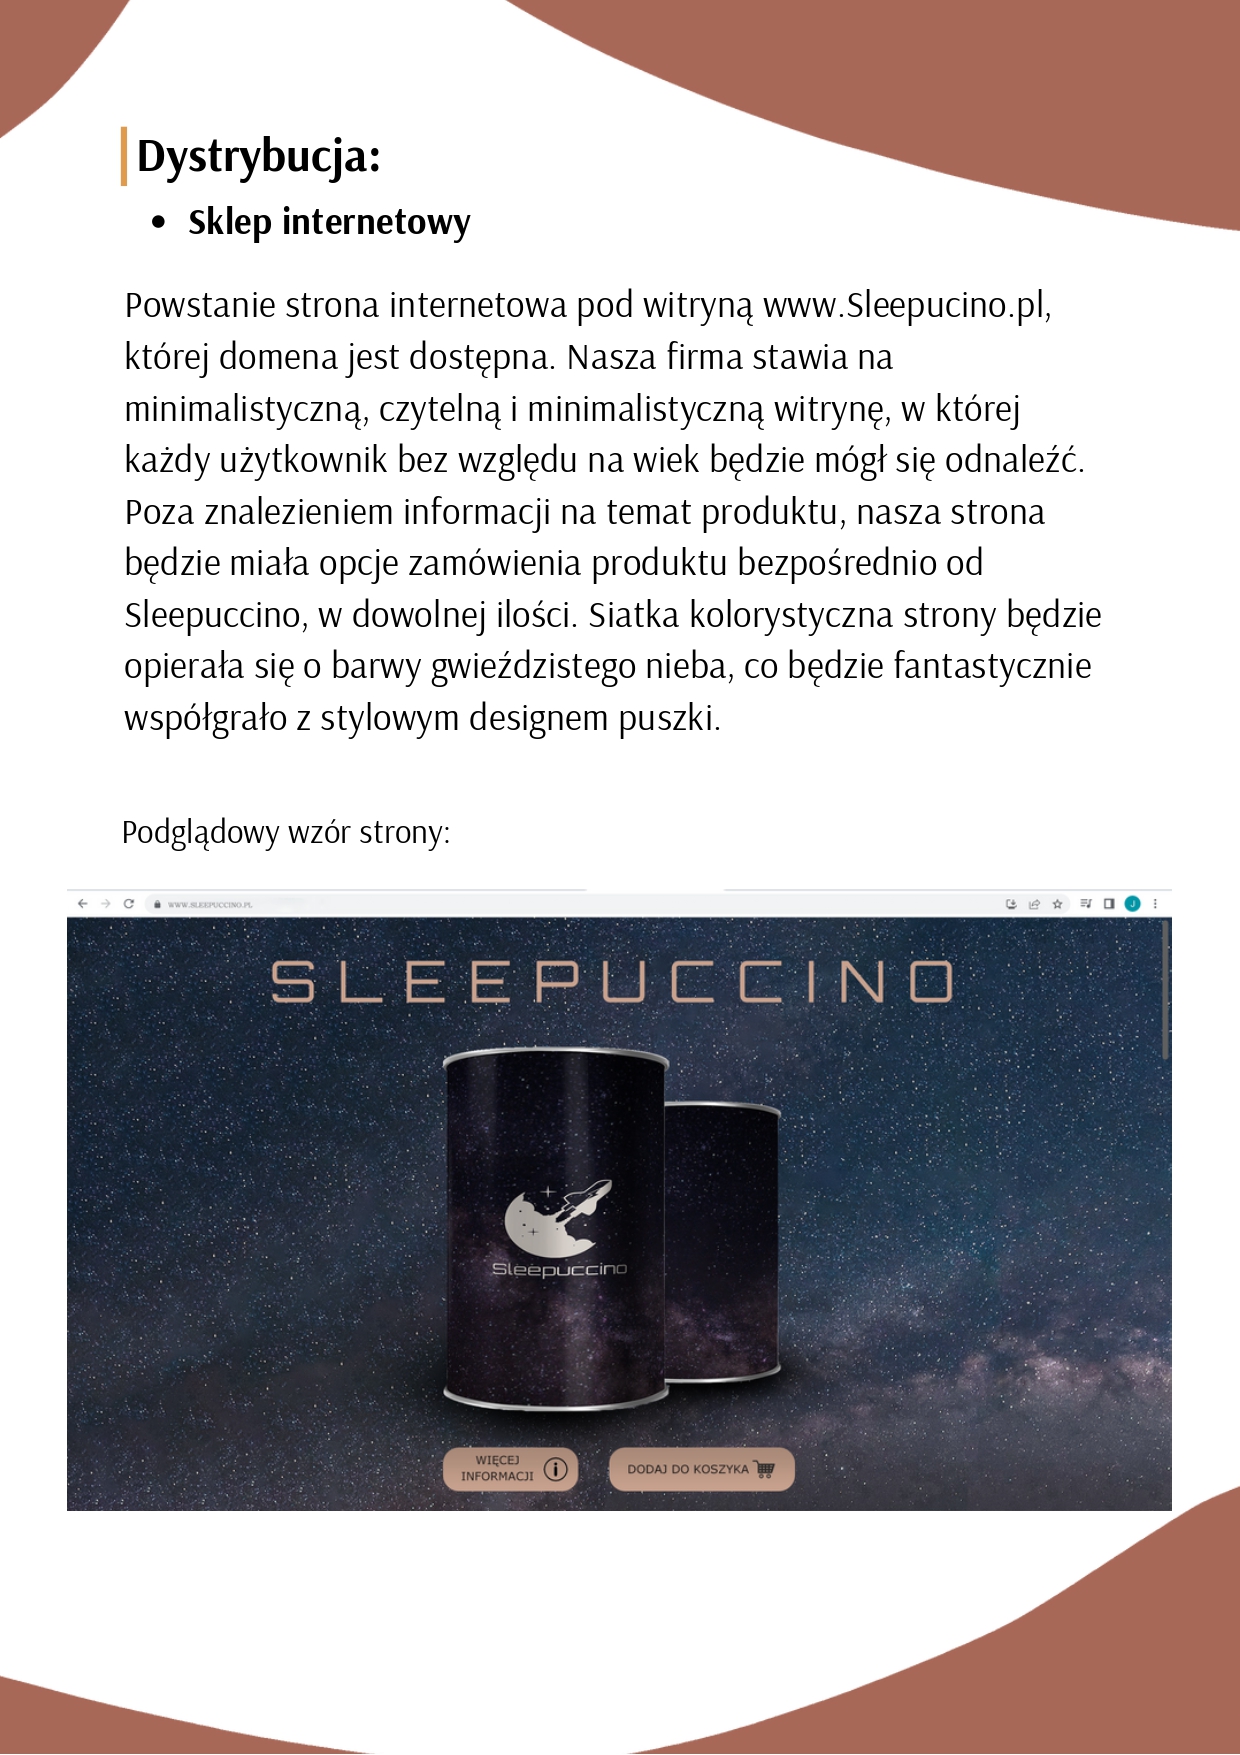 Dystrybucja:
• Sklep internetowy
Powstanie strona internetowa pod witryną www.Sleepucino.pl,
której domena jest dostępna. Nasza firma stawia na
minimalistyczną, czytelną i minimalistyczną witrynę, w której
każdy użytkownik bez względu na wiek będzie mógł się odnaleźć.
Poza znalezieniem informacji na temat produktu, nasza strona
będzie miała opcje zamówienia produktu bezpośrednio od
Sleepuccino, w dowolnej ilości. Siatka kolorystyczna strony będzie
opierała się o barwy gwieździstego nieba, co będzie fantastycznie
współgrało z stylowym designem puszki.
Podglądowy wzór strony:
WWW.SLEEPUCCINO.PL
J
SLEEPUCCINO
Sleepuccino
WIĘCEJ
INFORMACJI
DODAJ DO KOSZYKA